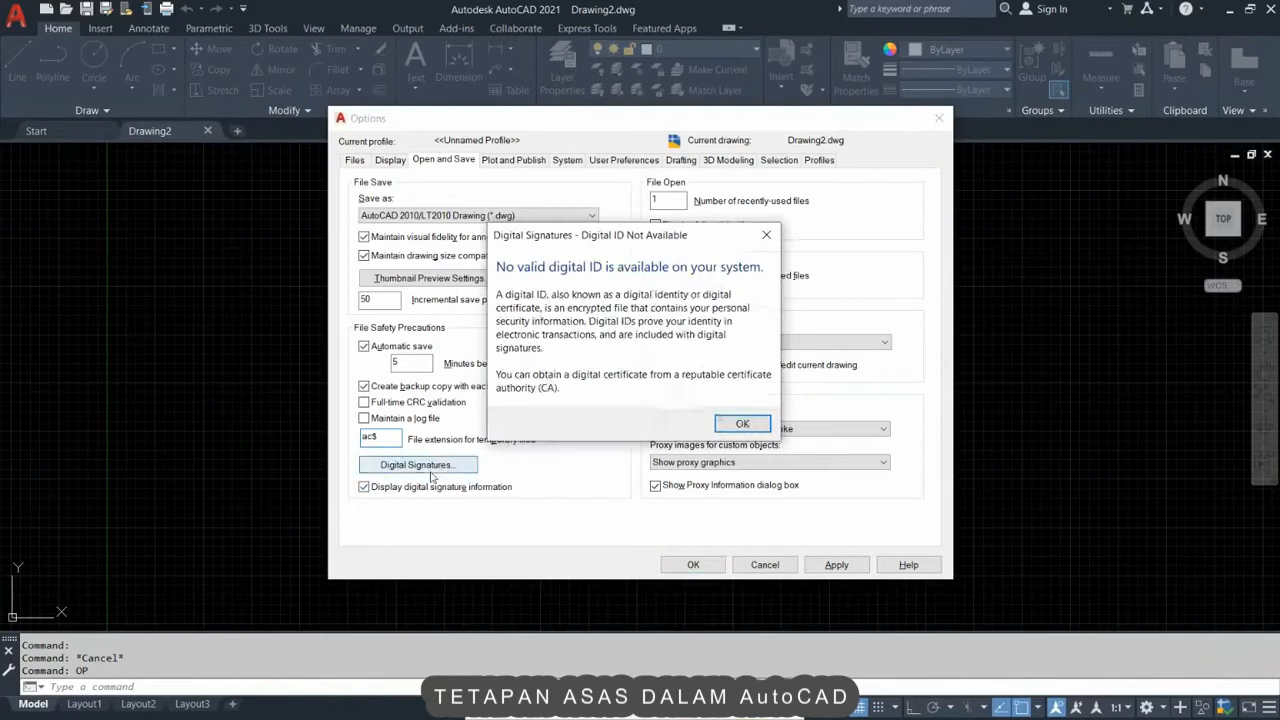 Autodesk AutoCAD 2021 Drawing2.dwg
Type a keyword or phrase
Sign In
Home Insert Annotate Parametric 3D Tools View Manage Output Add-ins Collaborate Express Tools Featured Apps
Line Polyline Circle Arc
Move Rotate Trim
Copy Mirror Fillet
Stretch Scale Array
Text Dimension
Layer
Properties
0
Make Current
Match Layer
Insert
Match
Properties
ByLayer
ByLayer
ByLayer
Group
Measure
Paste
Base
Draw Modify Groups Utilities Clipboard View
Start Drawing2
Options
Current profile: <<Unnamed Profile>> Current drawing: Drawing2.dwg
Files Display Open and Save Plot and Publish System User Preferences Drafting 3D Modeling Selection Profiles
File Save
Save as:
AutoCAD 2010/LT2010 Drawing (*.dwg)
Maintain visual fidelity for
Maintain drawing size
Thumbnail Preview Settings..
50 Incremental save
File Safety Precautions
Automatic save
5 Minutes
Create backup copy with
Full-time CRC validation
Maintain a log file
ac$ File extension for temporary files
Digital Signatures...
Display digital signature information
File Open
1 Number of recently-used files
files
edit current drawing
Proxy images for custom objects:
Show proxy graphics
Show Proxy Information dialog box
Digital Signatures - Digital ID Not Available
No valid digital ID is available on your system.
A digital ID, also known as a digital identity or digital
certificate, is an encrypted file that contains your personal
security information. Digital IDs prove your identity in
electronic transactions, and are included with digital
signatures.
You can obtain a digital certificate from a reputable certificate
authority (CA).
OK
OK Cancel Apply Help
N
W TOP E
S
WCS
Y
X
Command:
Command: *Cancel*
Command: OP
Type a command
TETAPAN ASAS DALAM AutoCAD
Model Layout1 Layout2 Layout3